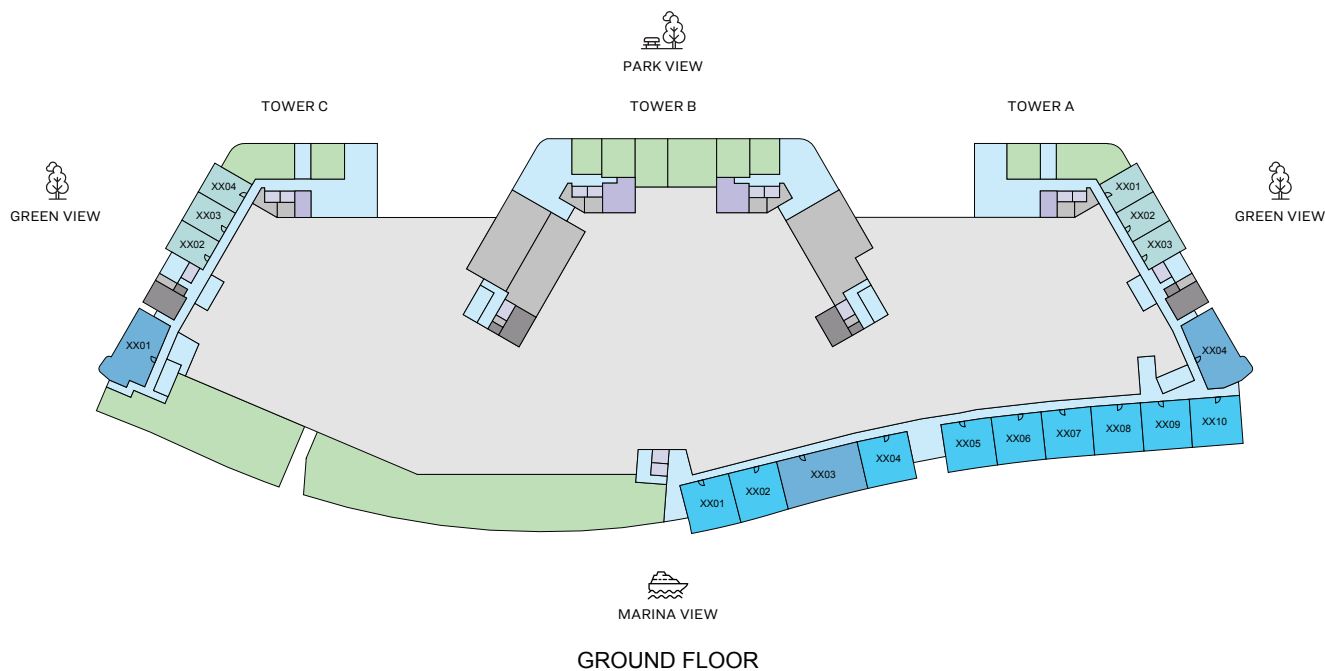 PARK VIEW
TOWER C
TOWER B
TOWER A
GREEN VIEW
GREEN VIEW
XX04
XX03
XX02
XX01
XX01
XX02
XX03
XX04
XX01
XX02
XX03
XX04
XX05
XX06
XX07
XX08
XX09
XX10
MARINA VIEW
GROUND FLOOR